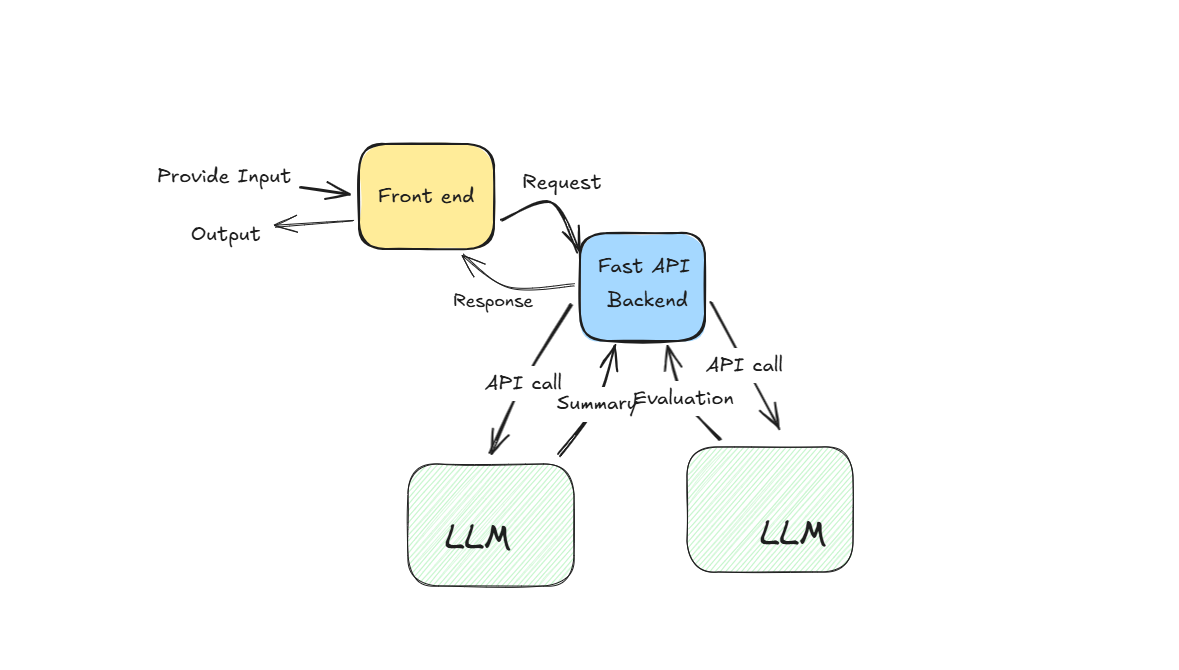 Provide Input
Output
Front end
Request
Response
Fast API
Backend
API call
Summary
Evaluation
API call
LLM
LLM